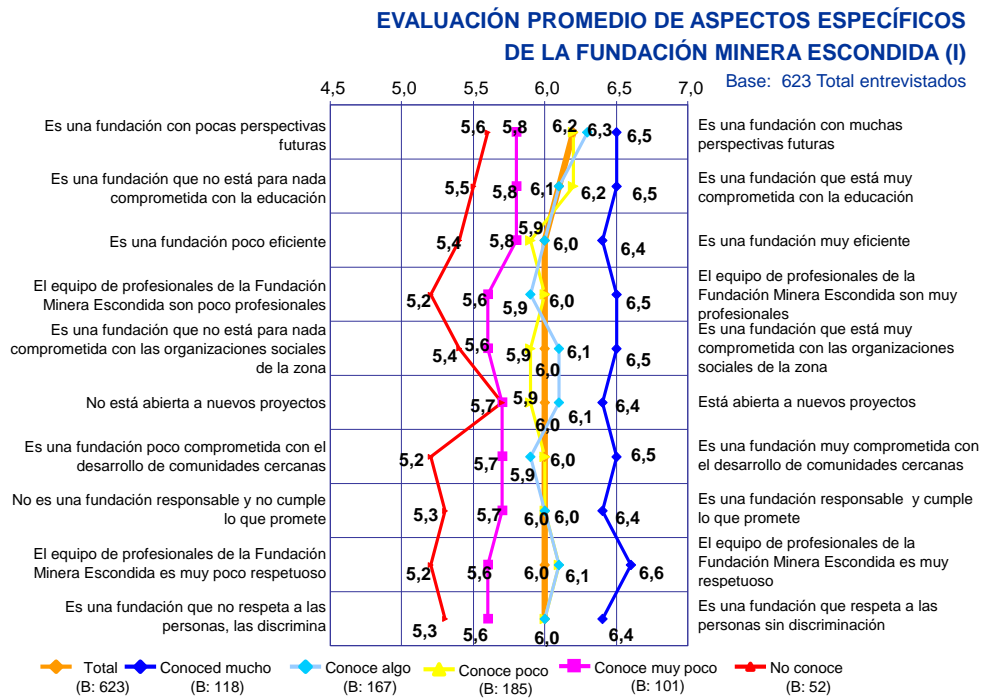 EVALUACIÓN PROMEDIO DE ASPECTOS ESPECÍFICOS
DE LA FUNDACIÓN MINERA ESCONDIDA (I)
Base: 623 Total entrevistados
4,5 5,0 5,5 6,0 6,5 7,0
Es una fundación con pocas perspectivas
futuras
5,6 5,8 6,2 6,3 6,5
Es una fundación con muchas
perspectivas futuras
Es una fundación que no está para nada
comprometida con la educación
5,5 5,8 6,1 6,2 6,5
Es una fundación que está muy
comprometida con la educación
Es una fundación poco eficiente
5,4 5,8 5,9 6,0 6,4
Es una fundación muy eficiente
El equipo de profesionales de la Fundación
Minera Escondida son poco profesionales
5,2 5,6 5,9 6,0 6,5
El equipo de profesionales de la
Fundación Minera Escondida son muy
profesionales
Es una fundación que no está para nada
comprometida con las organizaciones sociales
de la zona
5,4 5,6 5,9 6,0 6,1 6,5
Es una fundación que está muy
comprometida con las organizaciones
sociales de la zona
No está abierta a nuevos proyectos
5,7 5,9 6,0 6,1 6,4
Está abierta a nuevos proyectos
Es una fundación poco comprometida con el
desarrollo de comunidades cercanas
5,2 5,7 5,9 6,0 6,5
Es una fundación muy comprometida con
el desarrollo de comunidades cercanas
No es una fundación responsable y no cumple
lo que promete
5,3 5,7 6,0 6,0 6,4
Es una fundación responsable y cumple
lo que promete
El equipo de profesionales de la Fundación
Minera Escondida es muy poco respetuoso
5,2 5,6 6,0 6,1 6,6
El equipo de profesionales de la
Fundación Minera Escondida es muy
respetuoso
Es una fundación que no respeta a las
personas, las discrimina
5,3 5,6 6,0 6,4
Es una fundación que respeta a las
personas sin discriminación
Total Conoced mucho Conoce algo Conoce poco Conoce muy poco No conoce
(B: 623) (B: 118) (B: 167) (B: 185) (B: 101) (B: 52)